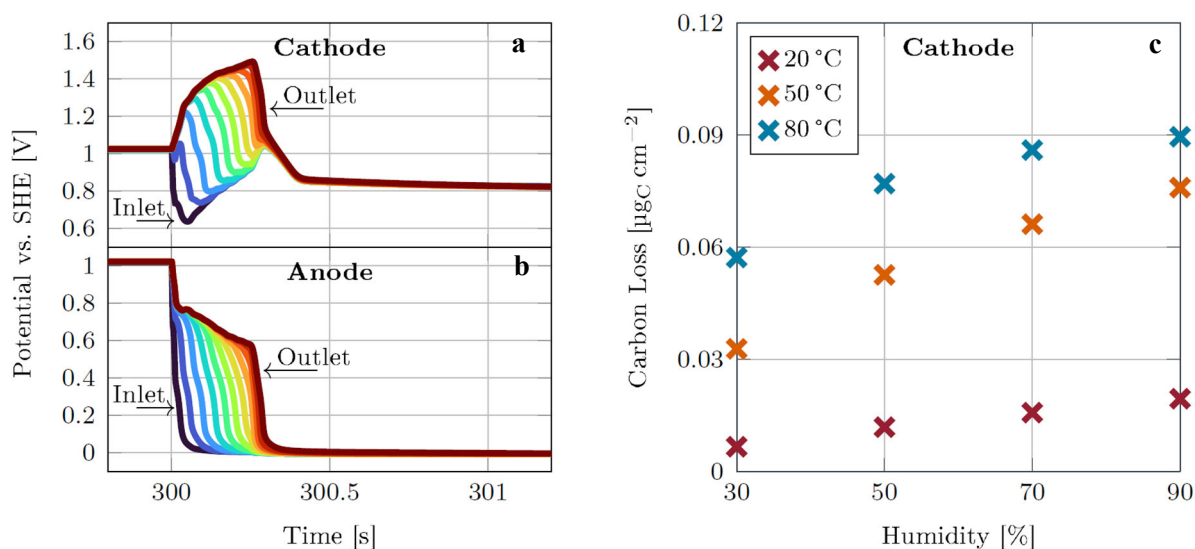 Potential vs. SHE [V]
1.6
1.4
1.2
1
0.8
0.6
Cathode
a
Outlet
Inlet
1
0.8
0.6
0.4
0.2
0
Anode
b
Outlet
Inlet
300
300.5
301
Time [s]
Carbon Loss [µgC cm−2]
0.12
0.09
0.06
0.03
0
Cathode
c
20 °C
50 °C
80 °C
30
50
70
90
Humidity [%]